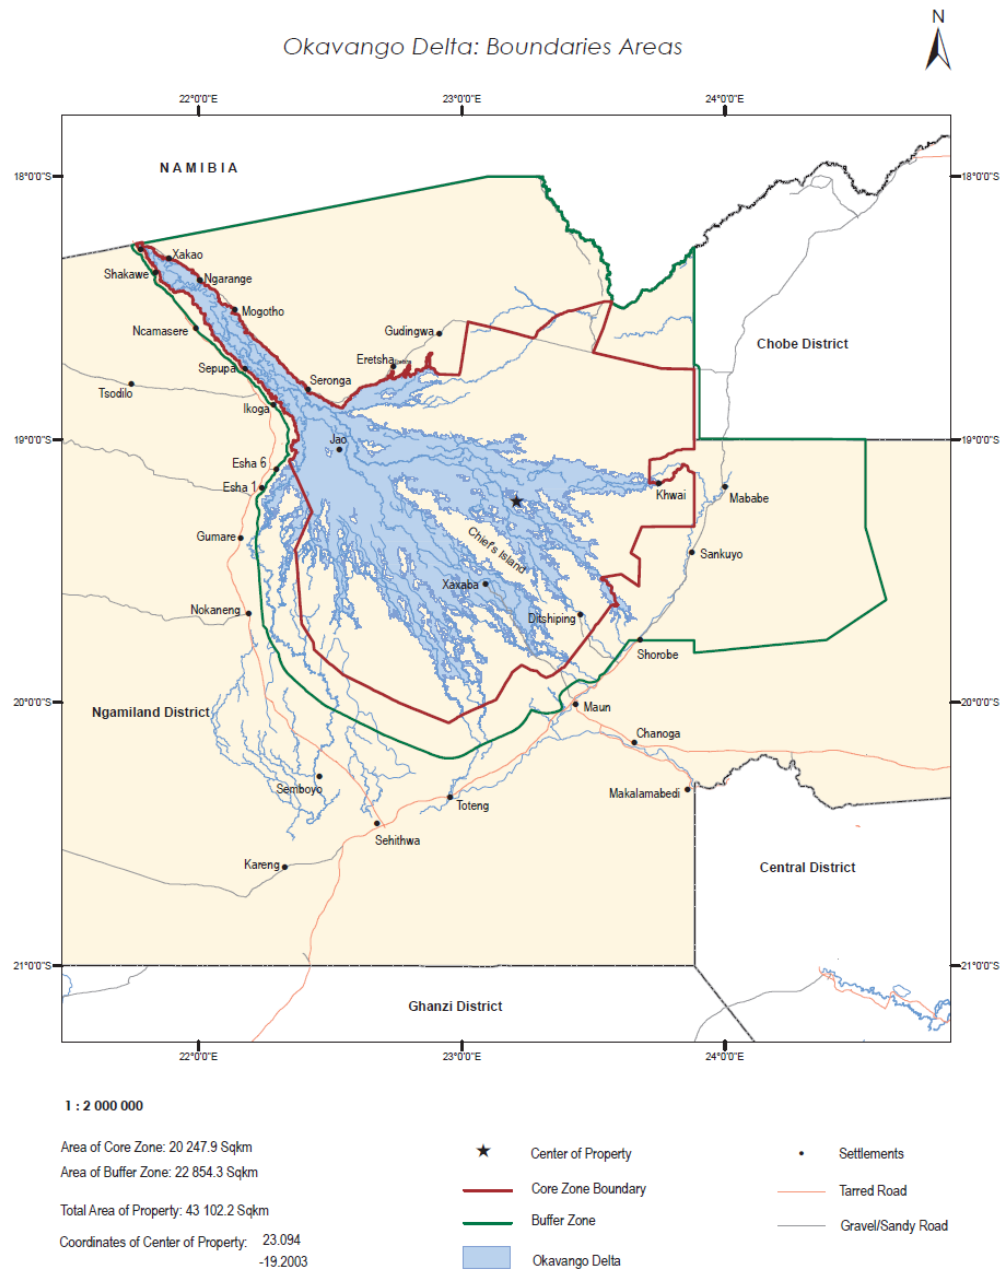 N
Okavango Delta: Boundaries Areas
22°0'0"E
23°0'0"E
24°0'0"E
NAMIBIA
18°0'0"S
18°0'0"S
Xakao
Shakawe
Ngarange
Mogotho
Ncamasere
Gudingwa
Chobe District
Eretsha
Sepupa
Seronga
Tsodilo
Ikoga
19°0'0"S
19°0'0"S
Jao
Esha 6
Esha 1
Khwai
Mababe
Gumare
Chief's Island
Sankuyo
Xaxaba
Nokaneng
Ditshiping
Shorobe
20°0'0"S
20°0'0"S
Ngamiland District
Maun
Chanoga
Semboyo
Makalamabedi
Toteng
Sehithwa
Kareng
Central District
21°0'0"S
21°0'0"S
Ghanzi District
22°0'0"E
23°0'0"E
24°0'0"E
1 : 2 000 000
Area of Core Zone: 20 247.9 Sqkm
Area of Buffer Zone: 22 854.3 Sqkm
Total Area of Property: 43 102.2 Sqkm
Coordinates of Center of Property: 23.094
-19.2003
Center of Property
Core Zone Boundary
Buffer Zone
Okavango Delta
Settlements
Tarred Road
Gravel/Sandy Road